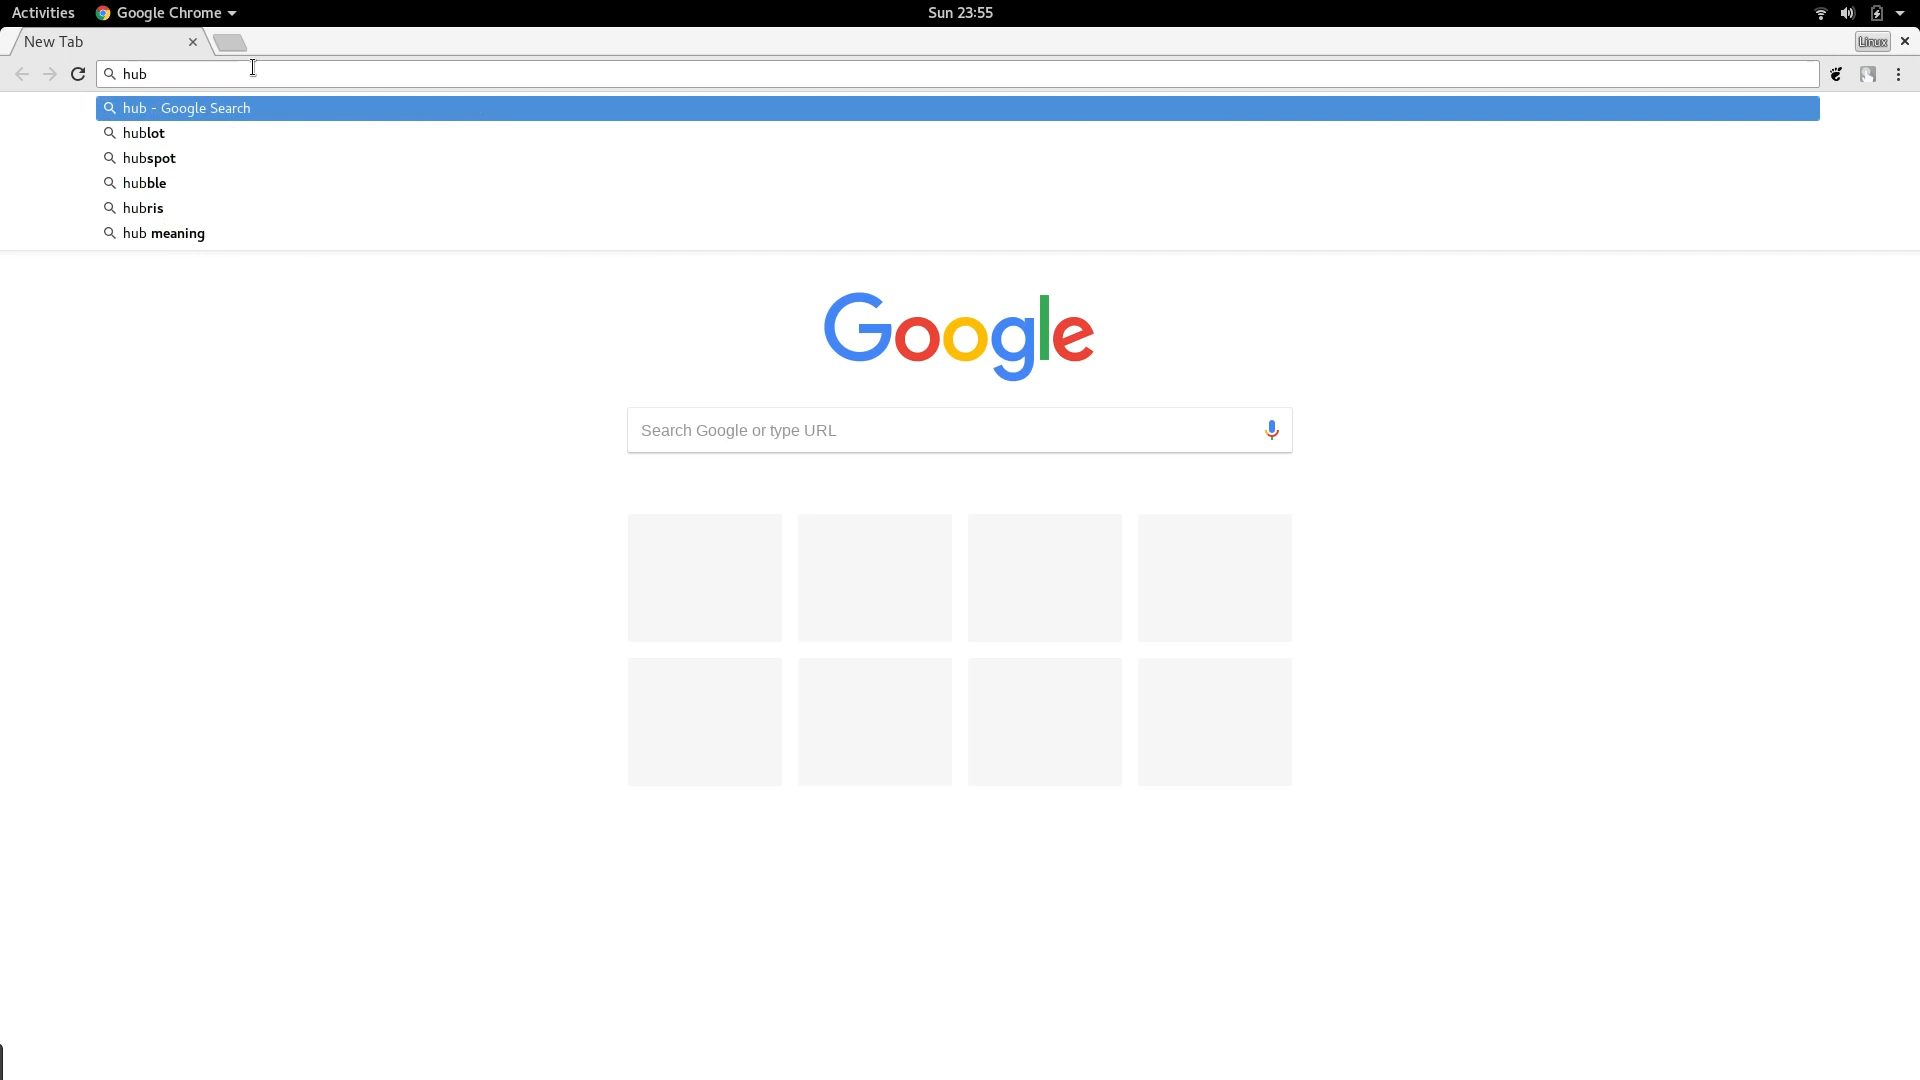 Activities Google Chrome Sun 23:55
New Tab Linux
hub
hub - Google Search
hublot
hubspot
hubble
hubris
hub meaning
Google
Search Google or type URL